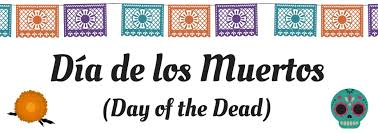 Día de los Muertos
(Day of the Dead)